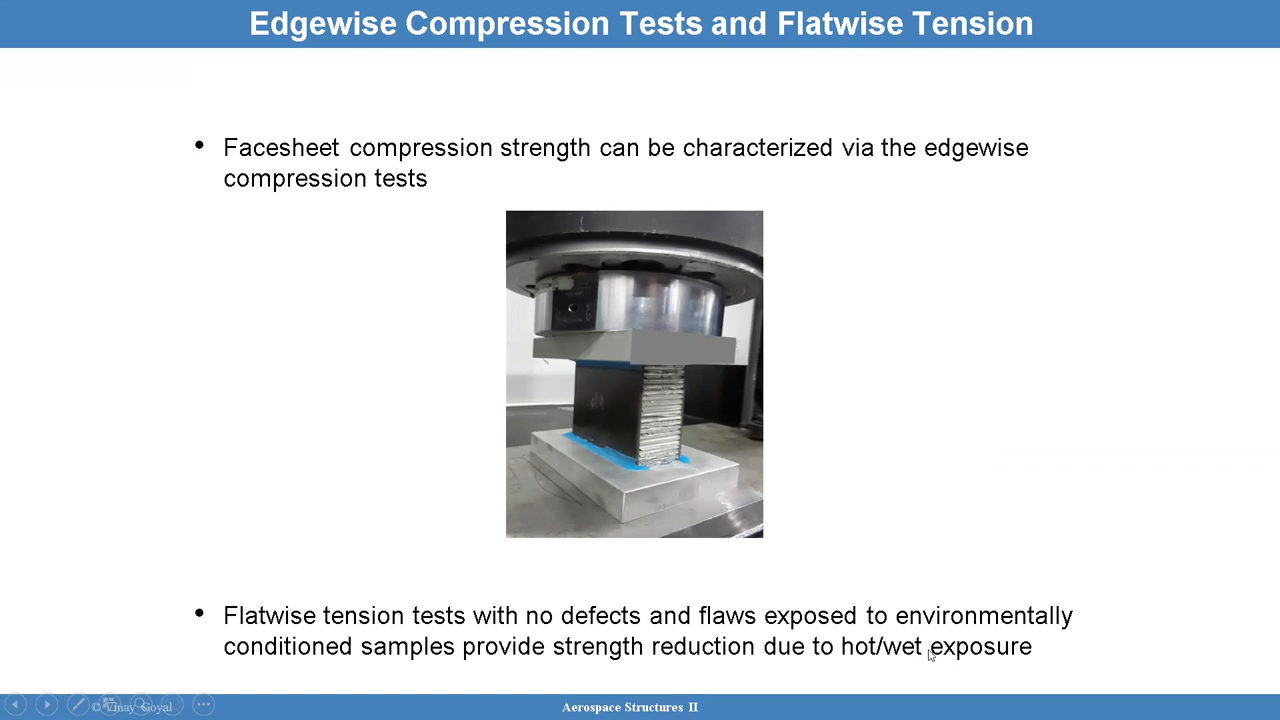 Edgewise Compression Tests and Flatwise Tension
• Facesheet compression strength can be characterized via the edgewise
compression tests
• Flatwise tension tests with no defects and flaws exposed to environmentally
conditioned samples provide strength reduction due to hot/wet exposure
© Vinay Goyal
Aerospace Structures II